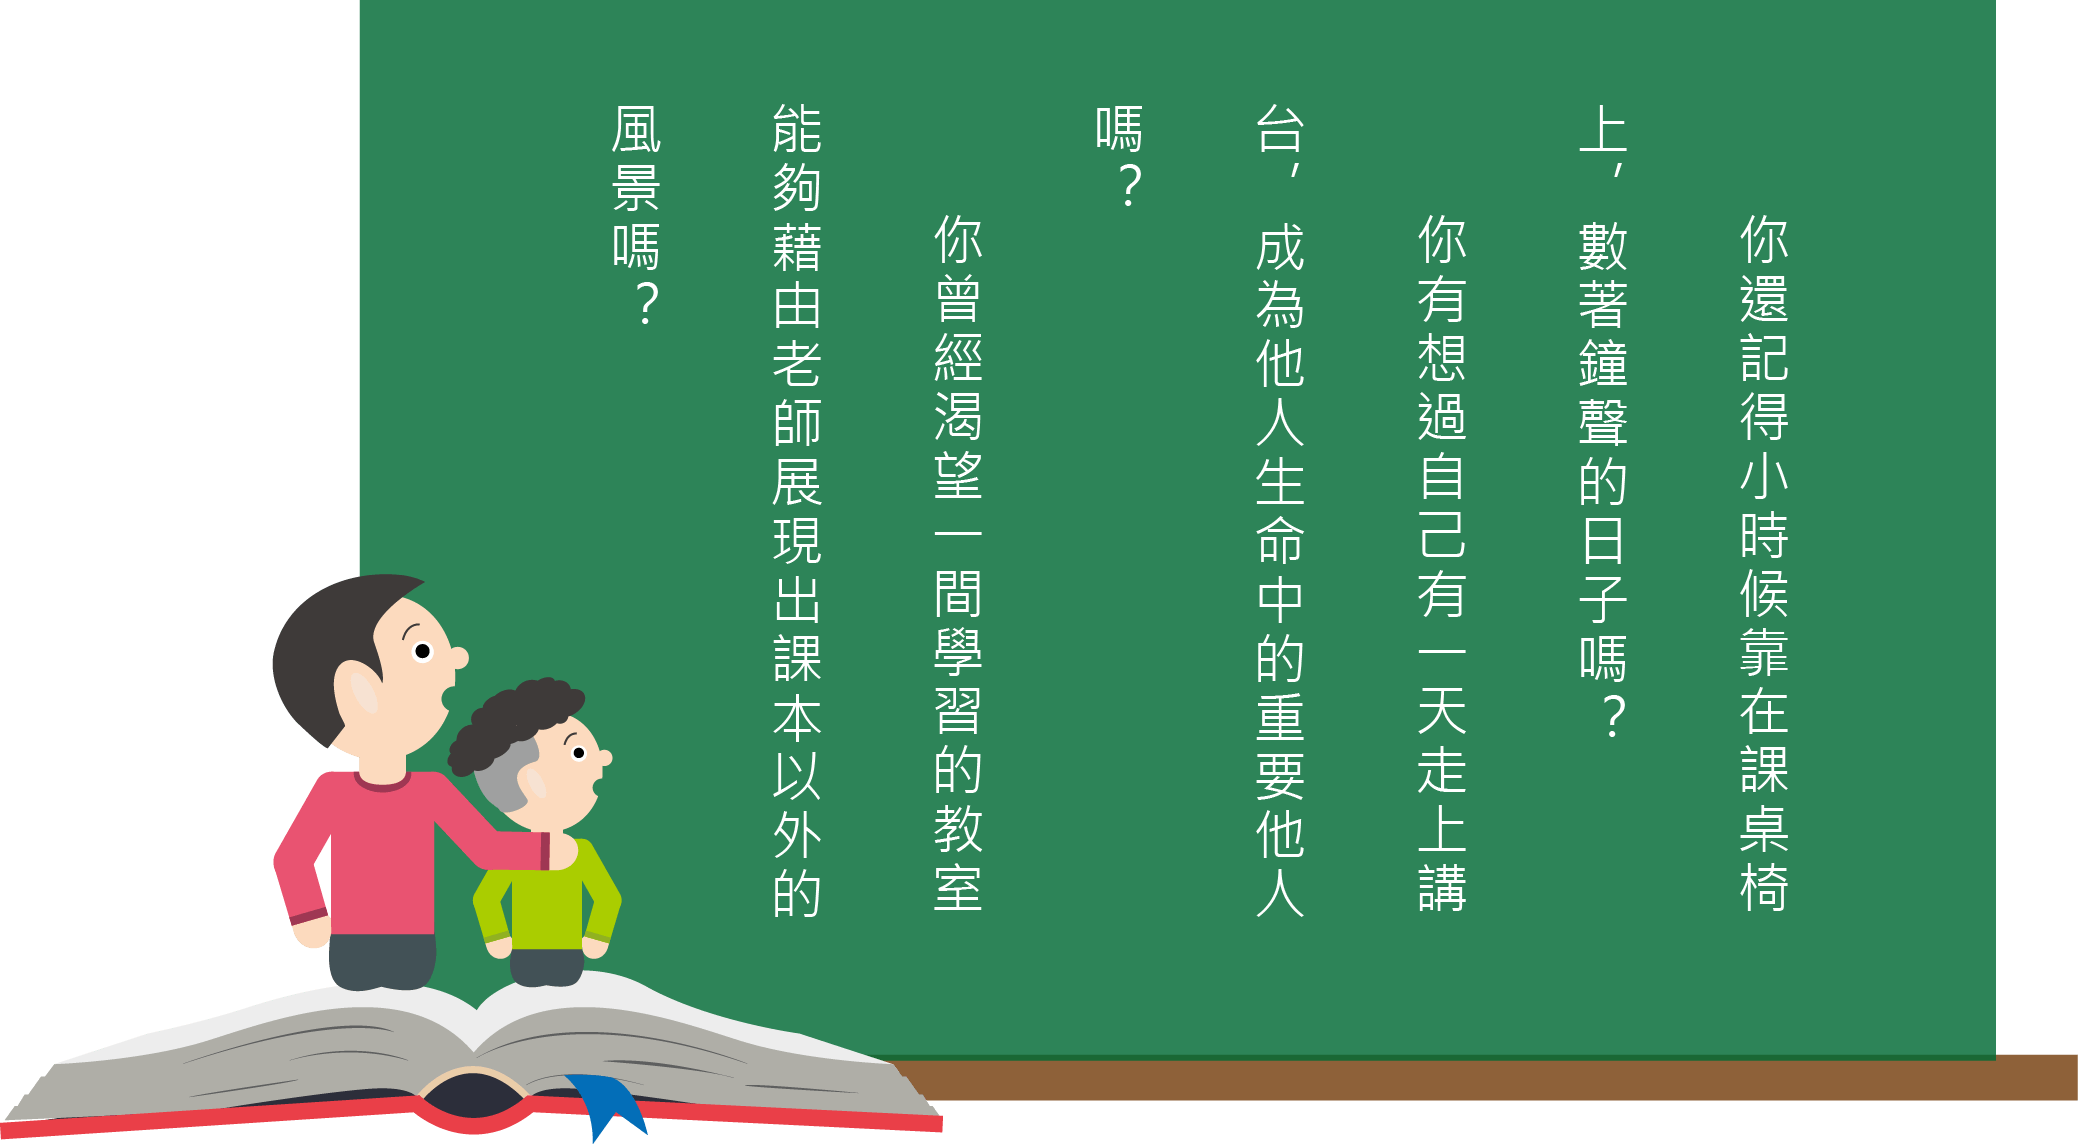 你還記得小時候靠在課桌椅
上，數著鐘聲的日子嗎？
你有想過自己有一天走上講
台，成為他人生命中的重要他人
嗎？
你曾經渴望一間學習的教室
能夠藉由老師展現出課本以外的
風景嗎？